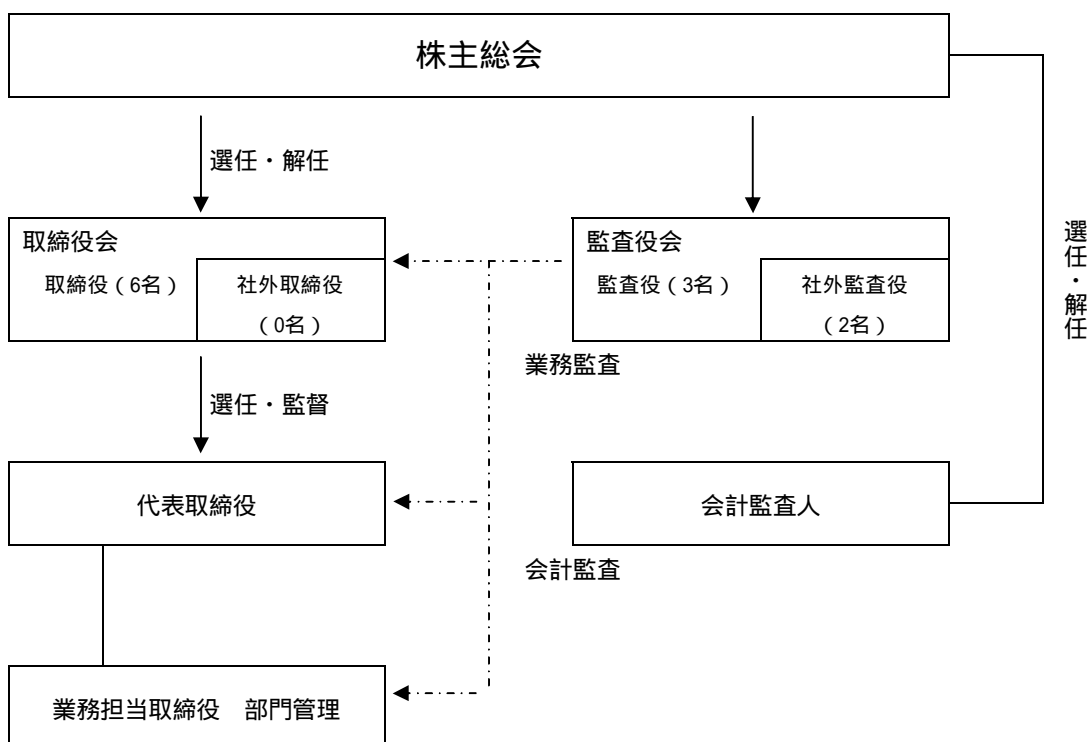 株主総会
選任・解任
取締役会
取締役（6名）
社外取締役
（0名）
監査役会
監査役（3名）
社外監査役
（2名）
選任・解任
業務監査
選任・監督
代表取締役
会計監査人
会計監査
業務担当取締役　部門管理